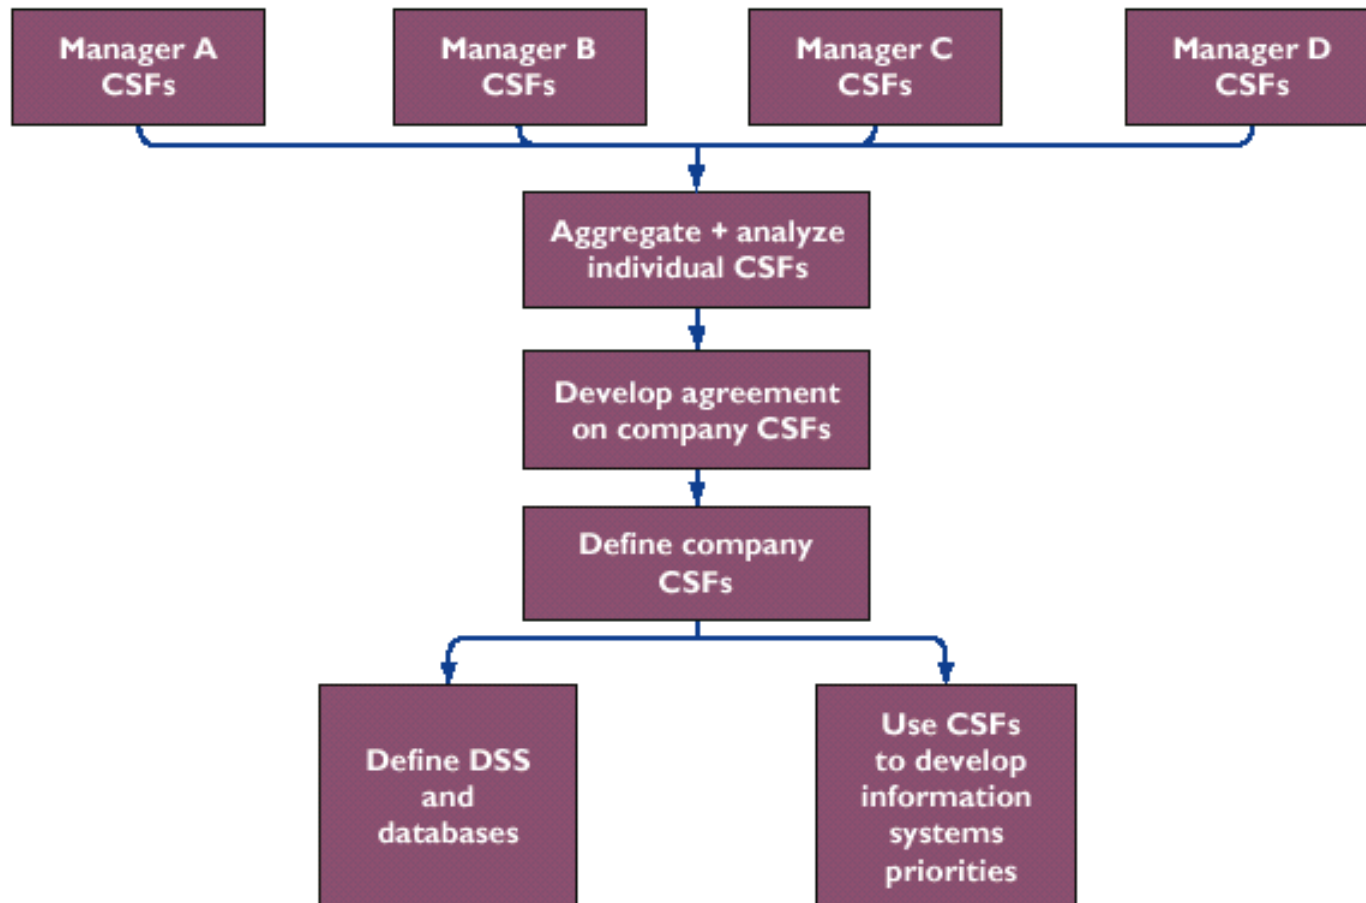 Manager A
CSFs
Manager B
CSFs
Manager C
CSFs
Manager D
CSFs
Aggregate + analyze
individual CSFs
Develop agreement
on company CSFs
Define company
CSFs
Define DSS
and
databases
Use CSFs
to develop
information
systems
priorities